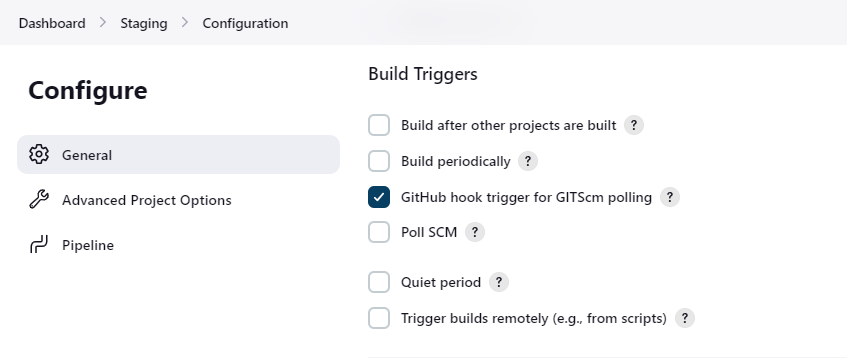 Dashboard > Staging > Configuration
Configure
General
Advanced Project Options
Pipeline
Build Triggers
Build after other projects are built ?
Build periodically ?
GitHub hook trigger for GITScm polling ?
Poll SCM ?
Quiet period ?
Trigger builds remotely (e.g., from scripts) ?